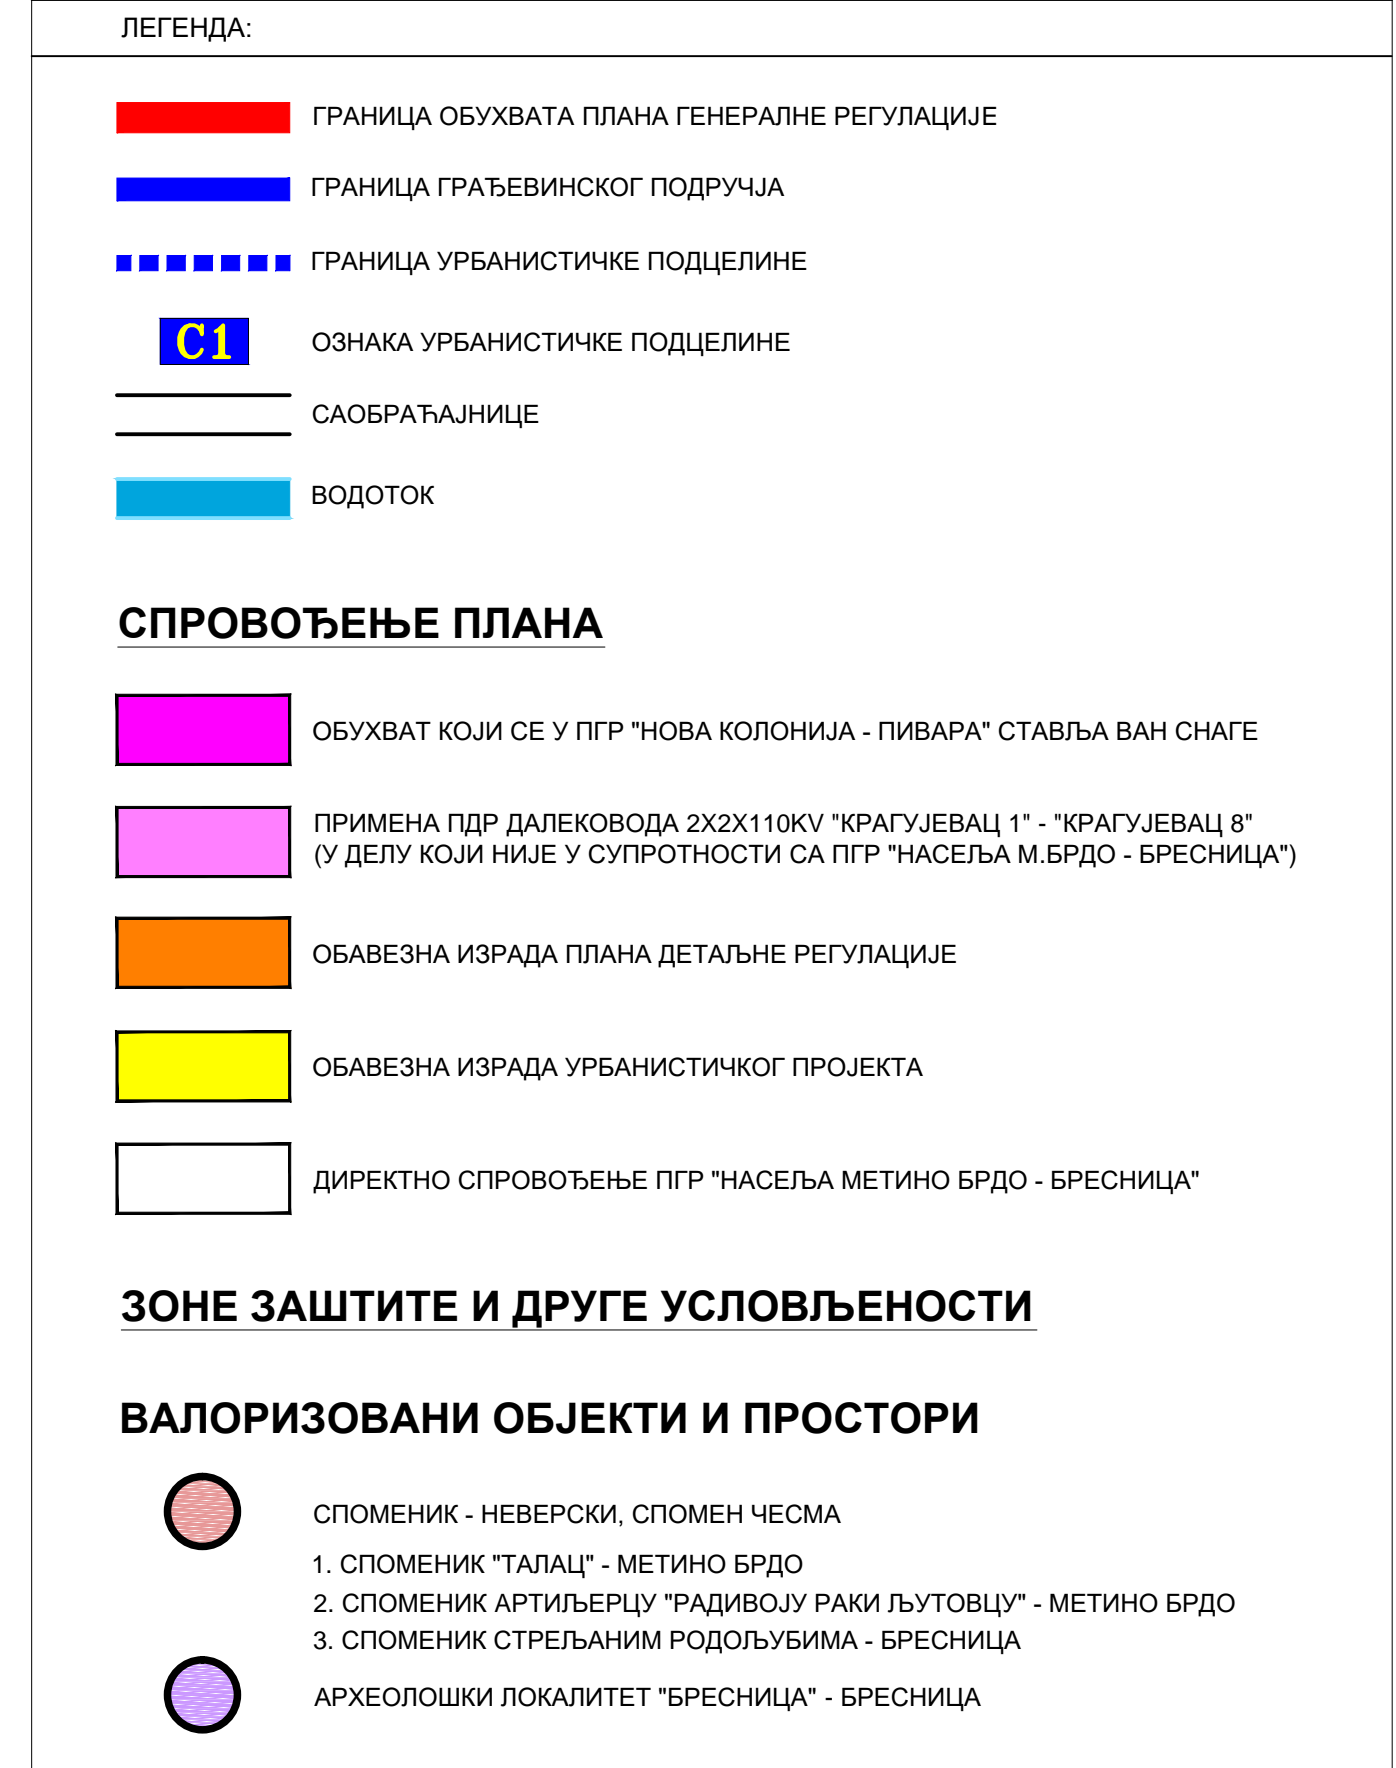 ЛЕГЕНДА:
ГРАНИЦА ОБУХВАТА ПЛАНА ГЕНЕРАЛНЕ РЕГУЛАЦИЈЕ
ГРАНИЦА ГРАЂЕВИНСКОГ ПОДРУЧЈА
ГРАНИЦА УРБАНИСТИЧКЕ ПОДЦЕЛИНЕ
C1 ОЗНАКА УРБАНИСТИЧКЕ ПОДЦЕЛИНЕ
САОБРАЋАЈНИЦЕ
ВОДОТОК
СПРОВОЂЕЊЕ ПЛАНА
ОБУХВАТ КОЈИ СЕ У ПГР "НОВА КОЛОНИЈА - ПИВАРА" СТАВЉА ВАН СНАГЕ
ПРИМЕНА ПДР ДАЛЕКОВОДА 2X2X110KV "КРАГУЈЕВАЦ 1" - "КРАГУЈЕВАЦ 8"
(У ДЕЛУ КОЈИ НИЈЕ У СУПРОТНОСТИ СА ПГР "НАСЕЉА М.БРДО - БРЕСНИЦА")
ОБАВЕЗНА ИЗРАДА ПЛАНА ДЕТАЉНЕ РЕГУЛАЦИЈЕ
ОБАВЕЗНА ИЗРАДА УРБАНИСТИЧКОГ ПРОЈЕКТА
ДИРЕКТНО СПРОВОЂЕЊЕ ПГР "НАСЕЉА МЕТИНО БРДО - БРЕСНИЦА"
ЗОНЕ ЗАШТИТЕ И ДРУГЕ УСЛОВЉЕНОСТИ
ВАЛОРИЗОВАНИ ОБЈЕКТИ И ПРОСТОРИ
СПОМЕНИК - НЕВЕРСКИ, СПОМЕН ЧЕСМА
1. СПОМЕНИК "ТАЛАЦ" - МЕТИНО БРДО
2. СПОМЕНИК АРТИЉЕРЦУ "РАДИВОЈУ РАКИ ЉУТОВЦУ" - МЕТИНО БРДО
3. СПОМЕНИК СТРЕЉАНИМ РОДОЉУБИМА - БРЕСНИЦА
АРХЕОЛОШКИ ЛОКАЛИТЕТ "БРЕСНИЦА" - БРЕСНИЦА